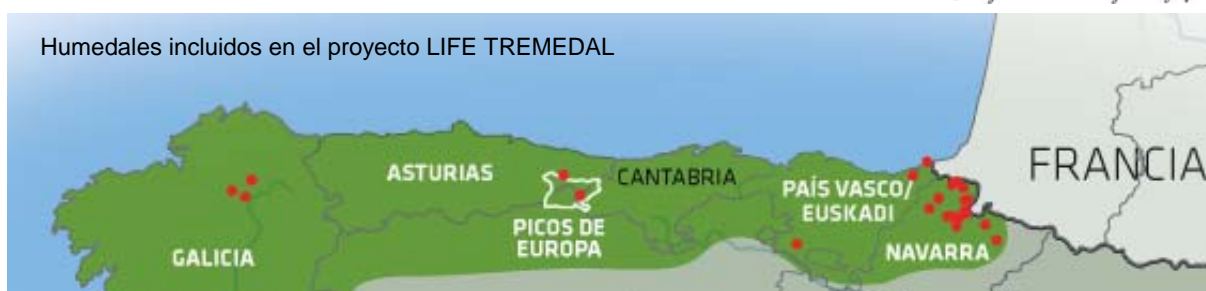 Humedales incluidos en el proyecto LIFE TREMEDAL
FRANCIA
ASTURIAS
CANTABRIA
PAÍS VASCO/
EUSKADI
PICOS DE
EUROPA
GALICIA
NAVARRA